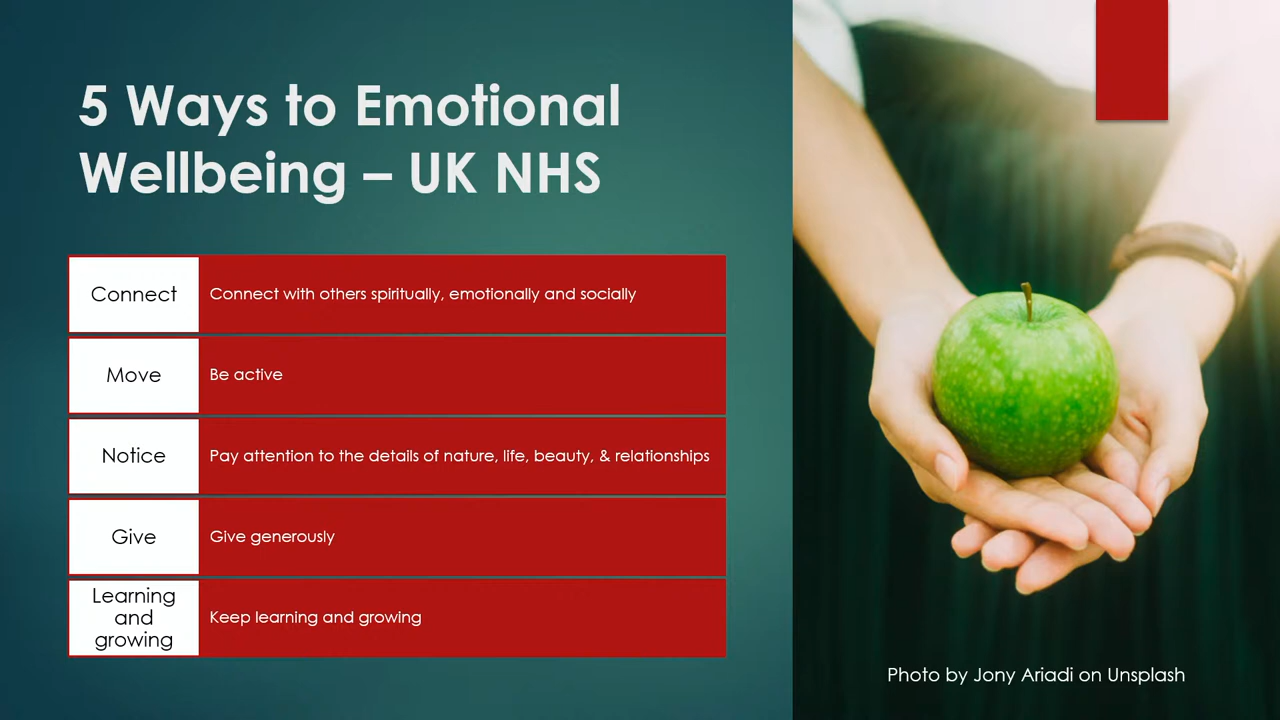 5 Ways to Emotional
Wellbeing – UK NHS
Connect
Connect with others spiritually, emotionally and socially
Move
Be active
Notice
Pay attention to the details of nature, life, beauty, & relationships
Give
Give generously
Learning
and
growing
Keep learning and growing
Photo by Jony Ariadi on Unsplash